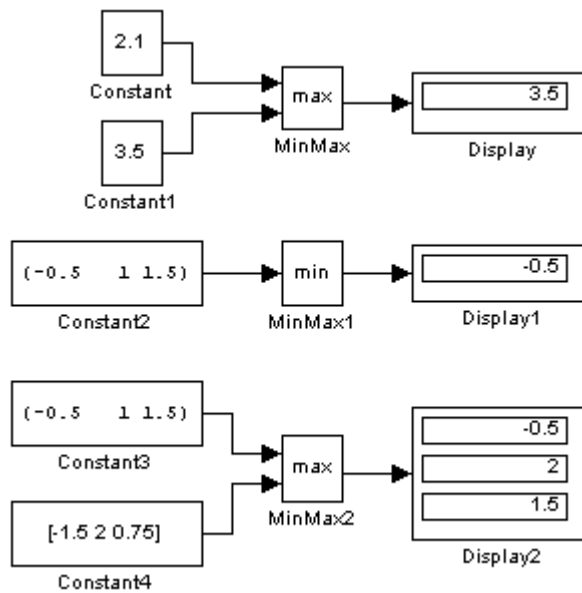 2.1
Constant
max
MinMax
3.5
Display
3.5
Constant1
(-0.5 1 1.5)
Constant2
min
MinMax1
-0.5
Display1
(-0.5 1 1.5)
Constant3
[-1.5 2 0.75]
Constant4
max
MinMax2
-0.5
2
1.5
Display2